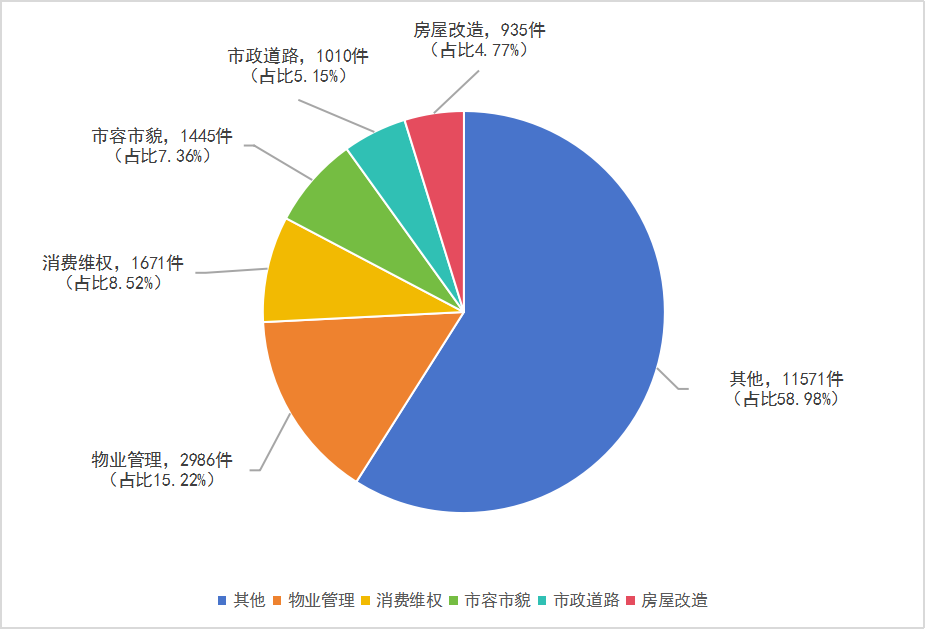 房屋改造，935件
（占比4.77%）
市政道路，1010件
（占比5.15%）
市容市貌，1445件
（占比7.36%）
消费维权，1671件
（占比8.52%）
其他，11571件
（占比58.98%）
物业管理，2986件
（占比15.22%）
其他 物业管理 消费维权 市容市貌 市政道路 房屋改造